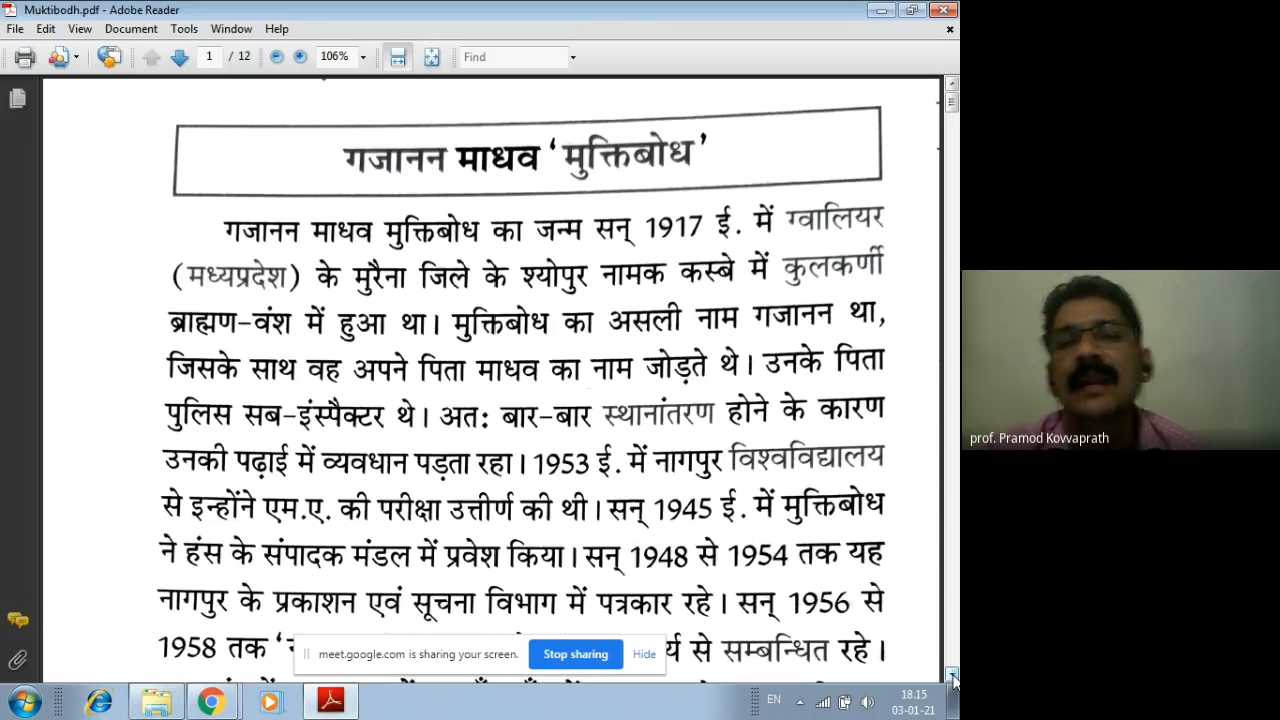 Muktibodh.pdf - Adobe Reader
File Edit View Document Tools Window Help
1 / 12 106% Find
गजानन माधव ‘मुक्तिबोध’
गजानन माधव मुक्तिबोध का जन्म सन् 1917 ई. में ग्वालियर
(मध्यप्रदेश) के मुरैना जिले के श्योपुर नामक कस्बे में कुलकर्णी
ब्राह्मण-वंश में हुआ था। मुक्तिबोध का असली नाम गजानन था,
जिसके साथ वह अपने पिता माधव का नाम जोड़ते थे। उनके पिता
पुलिस सब-इंस्पैक्टर थे। अतः बार-बार स्थानांतरण होने के कारण
उनकी पढ़ाई में व्यवधान पड़ता रहा। 1953 ई. में नागपुर विश्वविद्यालय
से इन्होंने एम.ए. की परीक्षा उत्तीर्ण की थी। सन् 1945 ई. में मुक्तिबोध
ने हंस के संपादक मंडल में प्रवेश किया। सन् 1948 से 1954 तक यह
नागपुर के प्रकाशन एवं सूचना विभाग में पत्रकार रहे। सन् 1956 से
1958 तक से सम्बन्धित रहे।
meet.google.com is sharing your screen. Stop sharing Hide
prof. Pramod Kovvaprath
EN 18.15
03-01-21